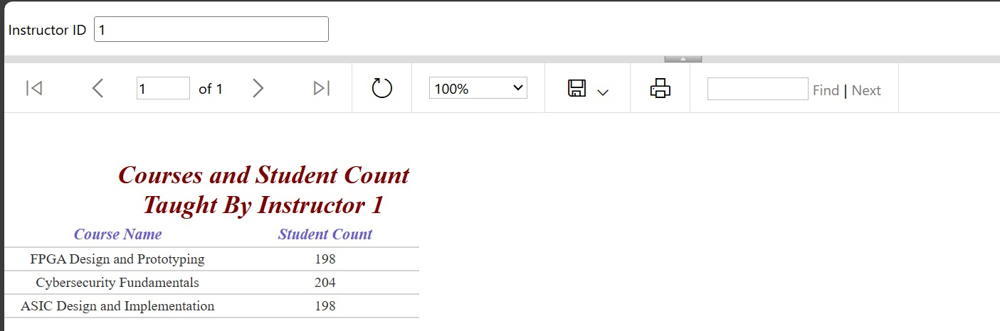 Instructor ID 1
1 of 1 100% Find | Next
Courses and Student Count
Taught By Instructor 1
Course Name Student Count
FPGA Design and Prototyping 198
Cybersecurity Fundamentals 204
ASIC Design and Implementation 198